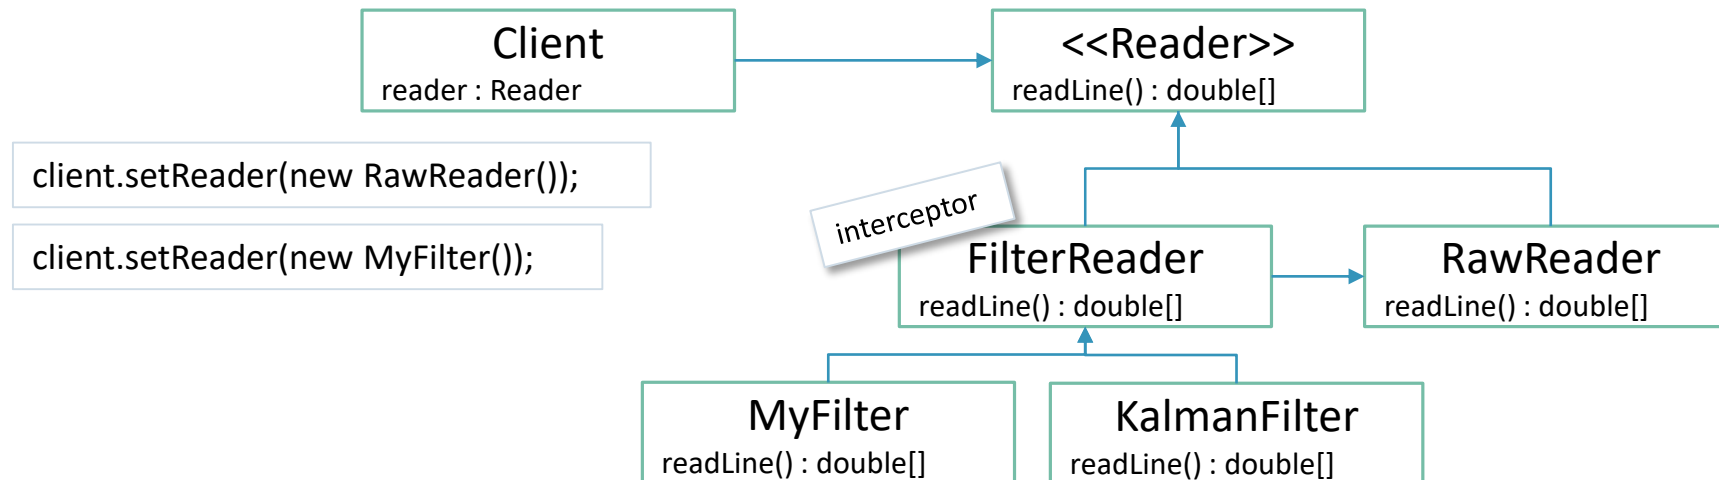 Client
reader : Reader
<<Reader>>
readLine() : double[]
client.setReader(new RawReader());
client.setReader(new MyFilter());
interceptor
FilterReader
readLine() : double[]
RawReader
readLine() : double[]
MyFilter
readLine() : double[]
KalmanFilter
readLine() : double[]